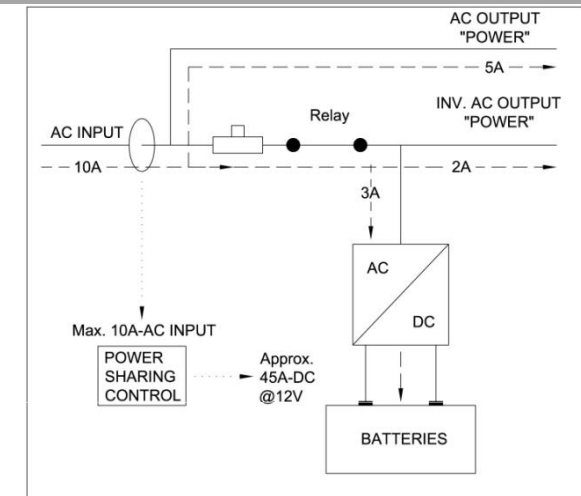 AC OUTPUT
"POWER"
5A
INV. AC OUTPUT
"POWER"
Relay
AC INPUT
10A
2A
3A
AC
DC
Max. 10A-AC INPUT
POWER
SHARING
CONTROL
Approx.
45A-DC
@12V
BATTERIES